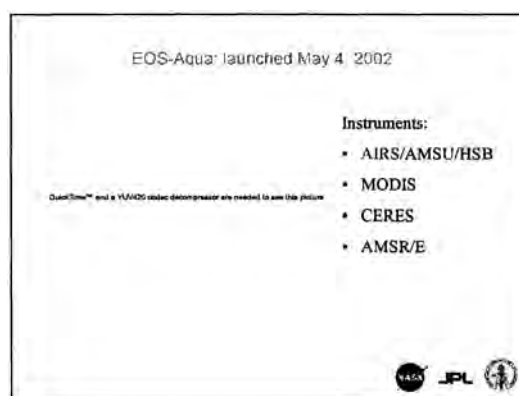 EOS-Aqua: launched May 4, 2002
Instruments:
• AIRS/AMSU/HSB
• MODIS
• CERES
• AMSR/E
QuickTime™ and a YUV420 codec decompressor are needed to see this picture.
NASA JPL